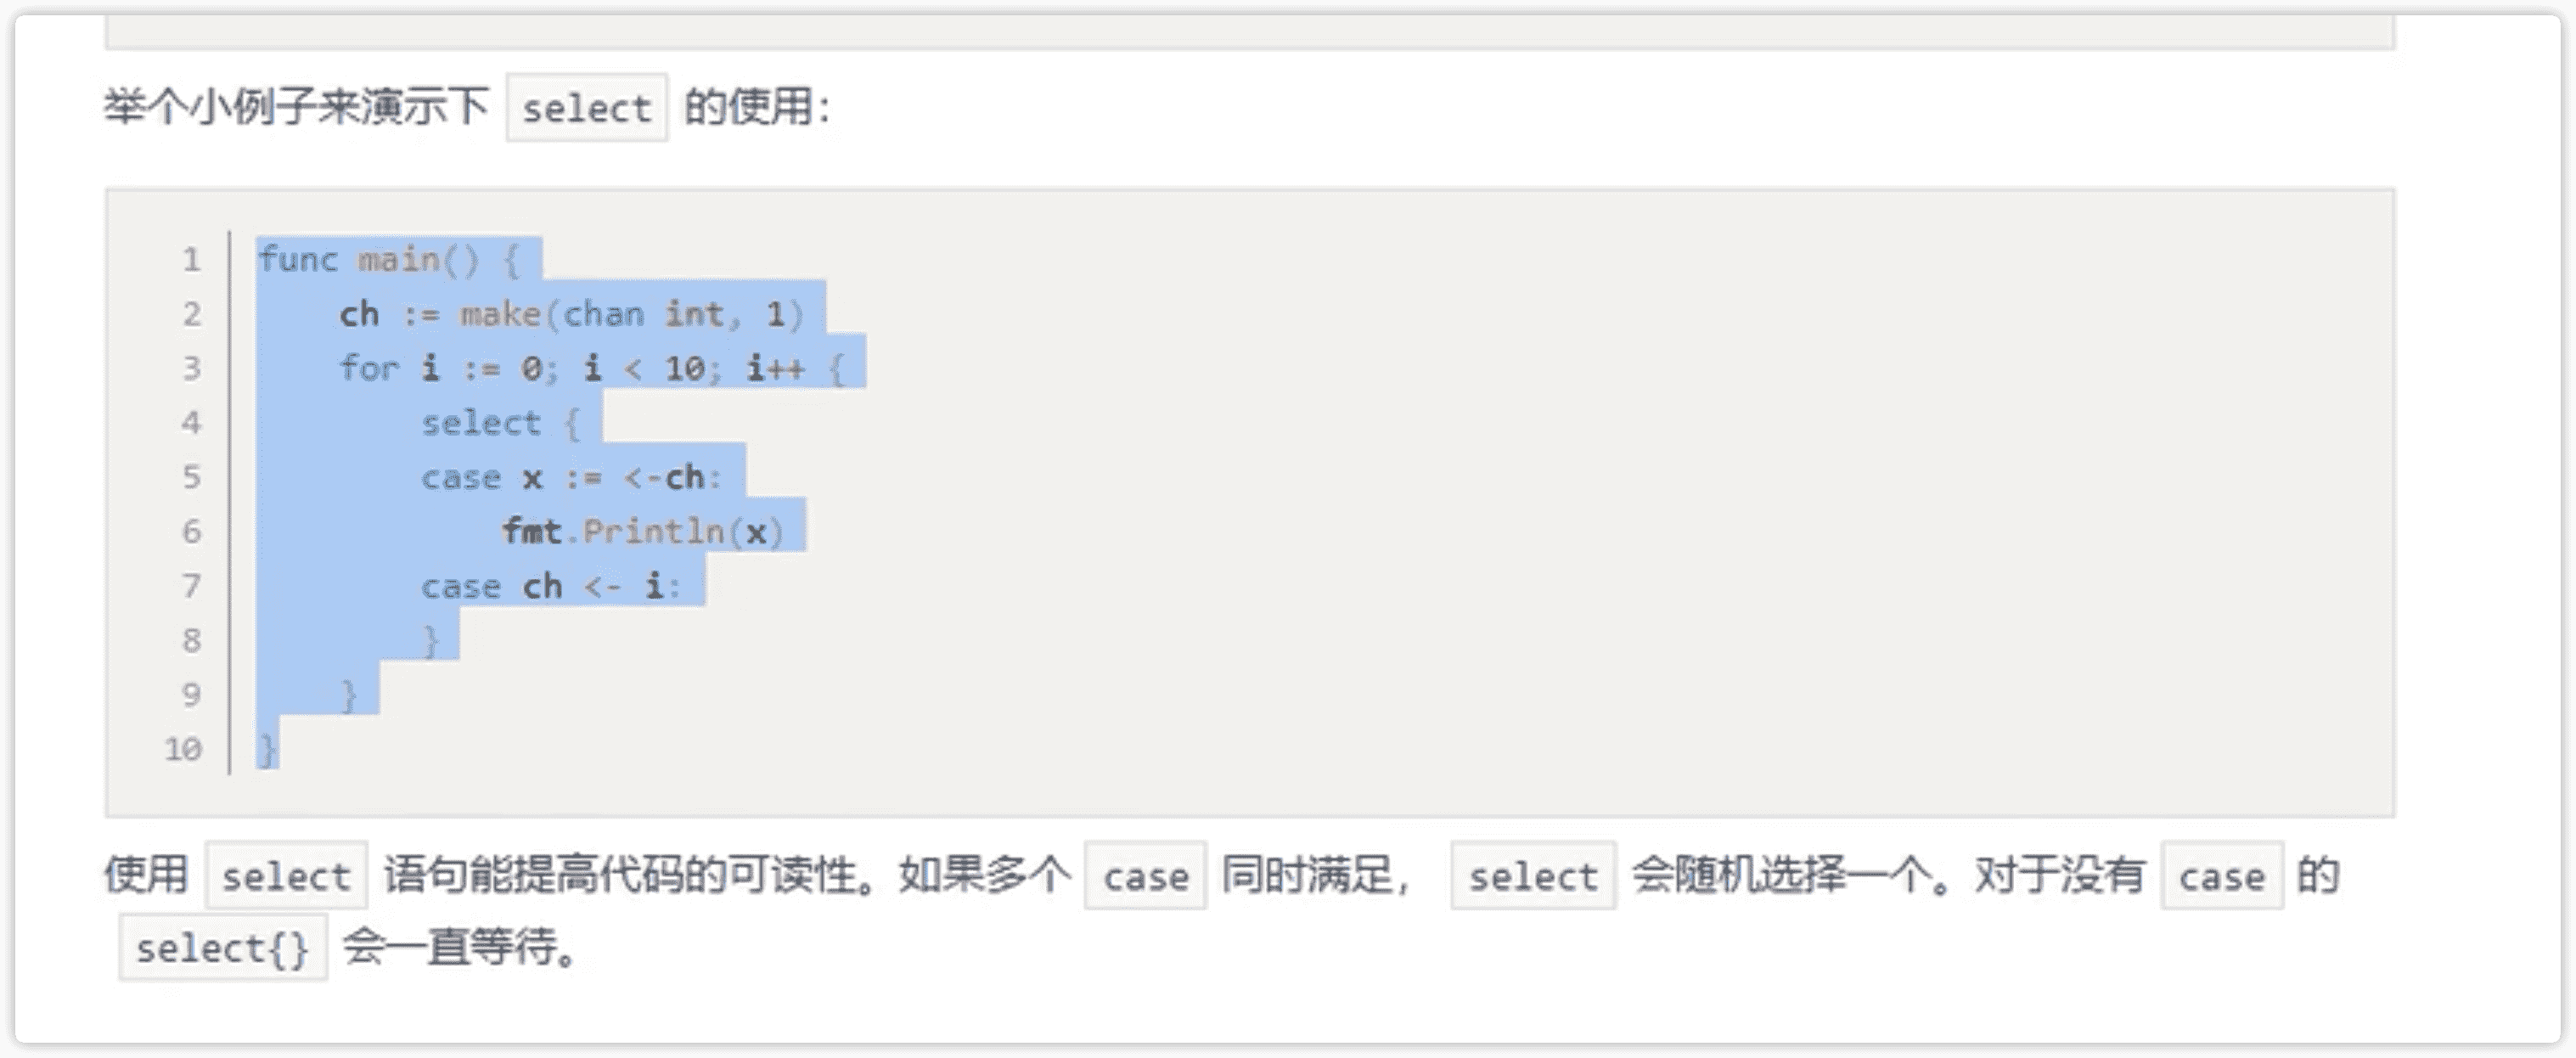 举个小例子来演示下 select 的使用：
1 func main() {
2     ch := make(chan int, 1)
3     for i := 0; i < 10; i++ {
4         select {
5         case x := <-ch:
6             fmt.Println(x)
7         case ch <- i:
8         }
9     }
10 }
使用 select 语句能提高代码的可读性。如果多个 case 同时满足， select 会随机选择一个。对于没有 case 的
select{} 会一直等待。